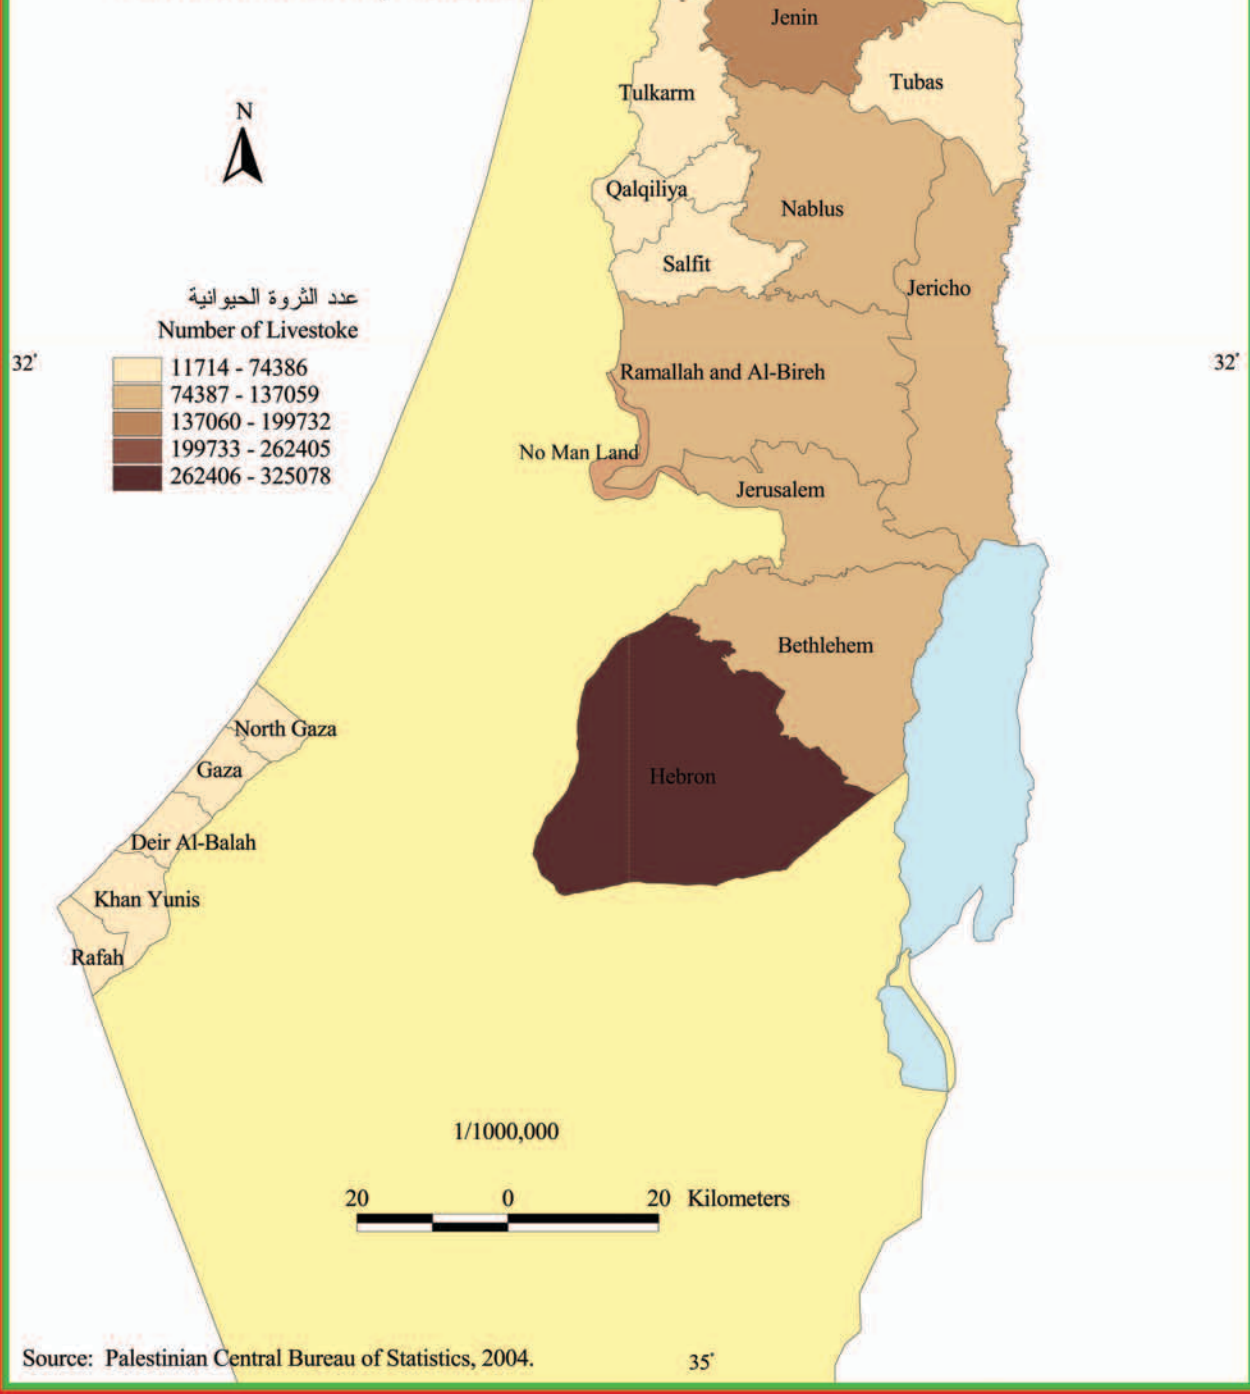 Jenin
Tubas
Tulkarm
N
Qalqiliya
Nablus
Salfit
Jericho
عدد الثروة الحيوانية
Number of Livestoke
32°
32°
11714 - 74386
74387 - 137059
137060 - 199732
199733 - 262405
262406 - 325078
Ramallah and Al-Bireh
No Man Land
Jerusalem
Bethlehem
North Gaza
Gaza
Hebron
Deir Al-Balah
Khan Yunis
Rafah
1/1000,000
20 0 20 Kilometers
Source: Palestinian Central Bureau of Statistics, 2004.
35°